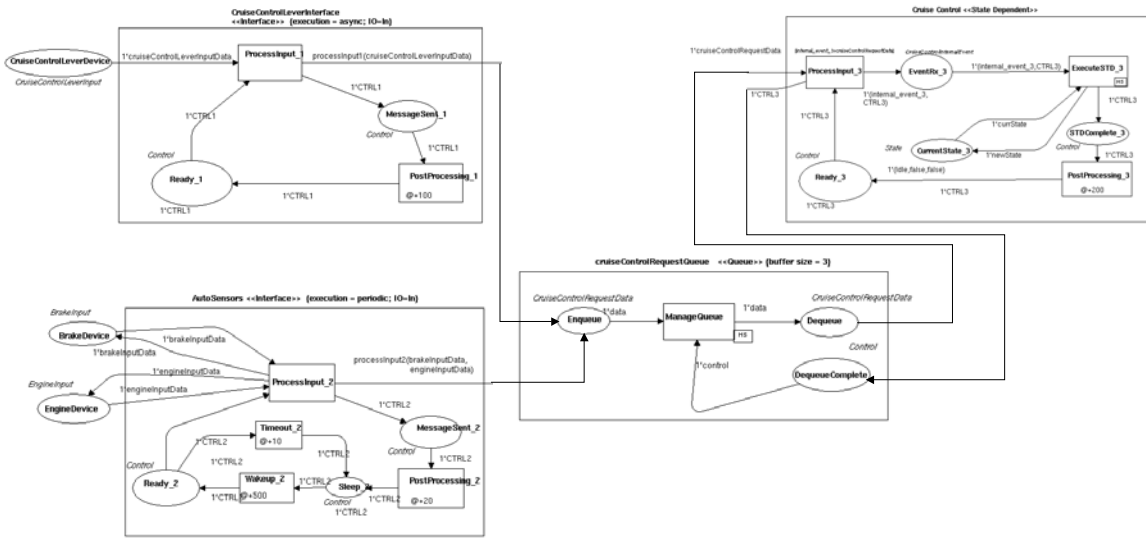 CruiseControlLeverInterface
<<Interface>> (execution = async; IO=In)
CruiseControlLeverDevice
CruiseControlLeverInput
1`cruiseControlLeverInputData
ProcessInput_1
processInput1(cruiseControlLeverInputData)
1`CTRL1
MessageSent_1
Control
1`CTRL1
PostProcessing_1
@+100
1`CTRL1
Control
Ready_1
1`CTRL1
1`CTRL1
Cruise Control <<State Dependent>>
1`cruiseControlRequestData
ProcessInput_3
CruiseControlInternalEvent
EventRx_3
1`(internal_event_3,
CTRL3)
1`(internal_event_3,CTRL3)
ExecuteSTD_3
HS
1`CTRL3
1`CTRL3
1`CTRL3
STDComplete_3
Control
1`CTRL3
1`currState
State
CurrentState_3
1`newState
1`(Idle,false,false)
PostProcessing_3
@+200
1`CTRL3
Control
Ready_3
1`CTRL3
AutoSensors <<Interface>> (execution = periodic; IO=In)
BrakeInput
BrakeDevice
1`brakeInputData
1`brakeInputData
EngineInput
EngineDevice
1`engineInputData
1`engineInputData
ProcessInput_2
processInput2(brakeInputData,
engineInputData)
1`CTRL2
MessageSent_2
Control
1`CTRL2
PostProcessing_2
@+20
1`CTRL2
Timeout_2
@+10
1`CTRL2
1`CTRL2
Control
Ready_2
1`CTRL2
Wakeup_2
@+500
1`CTRL2
Sleep_2
Control
1`CTRL2
cruiseControlRequestQueue <<Queue>> (buffer size = 3)
CruiseControlRequestData
Enqueue
1`data
ManageQueue
HS
1`data
CruiseControlRequestData
Dequeue
Control
DequeueComplete
1`control